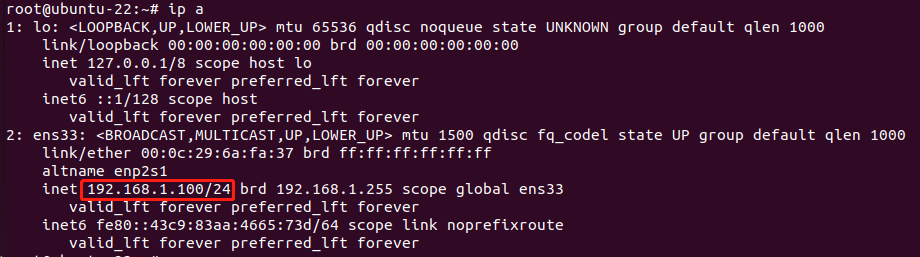 root@ubuntu-22:~# ip a
1: lo: <LOOPBACK,UP,LOWER_UP> mtu 65536 qdisc noqueue state UNKNOWN group default qlen 1000
    link/loopback 00:00:00:00:00:00 brd 00:00:00:00:00:00
    inet 127.0.0.1/8 scope host lo
       valid_lft forever preferred_lft forever
    inet6 ::1/128 scope host
       valid_lft forever preferred_lft forever
2: ens33: <BROADCAST,MULTICAST,UP,LOWER_UP> mtu 1500 qdisc fq_codel state UP group default qlen 1000
    link/ether 00:0c:29:6a:fa:37 brd ff:ff:ff:ff:ff:ff
    altname enp2s1
    inet 192.168.1.100/24 brd 192.168.1.255 scope global ens33
       valid_lft forever preferred_lft forever
    inet6 fe80::43c9:83aa:4665:73d/64 scope link noprefixroute
       valid_lft forever preferred_lft forever